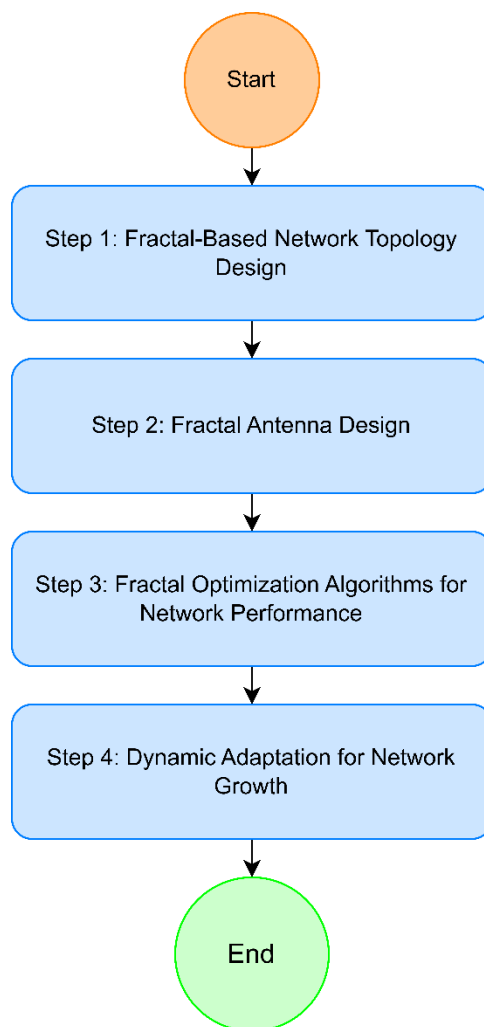 Start
Step 1: Fractal-Based Network Topology
Design
Step 2: Fractal Antenna Design
Step 3: Fractal Optimization Algorithms for
Network Performance
Step 4: Dynamic Adaptation for Network
Growth
End